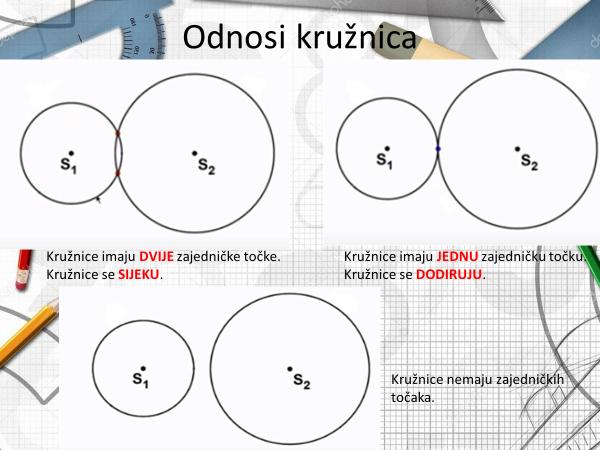 Odnosi kružnica
S1
S2
S1
S2
Kružnice imaju DVIJE zajedničke točke.
Kružnice se SIJEKU.
Kružnice imaju JEDNU zajedničku točku.
Kružnice se DODIRUJU.
S1
S2
Kružnice nemaju zajedničkih
točaka.